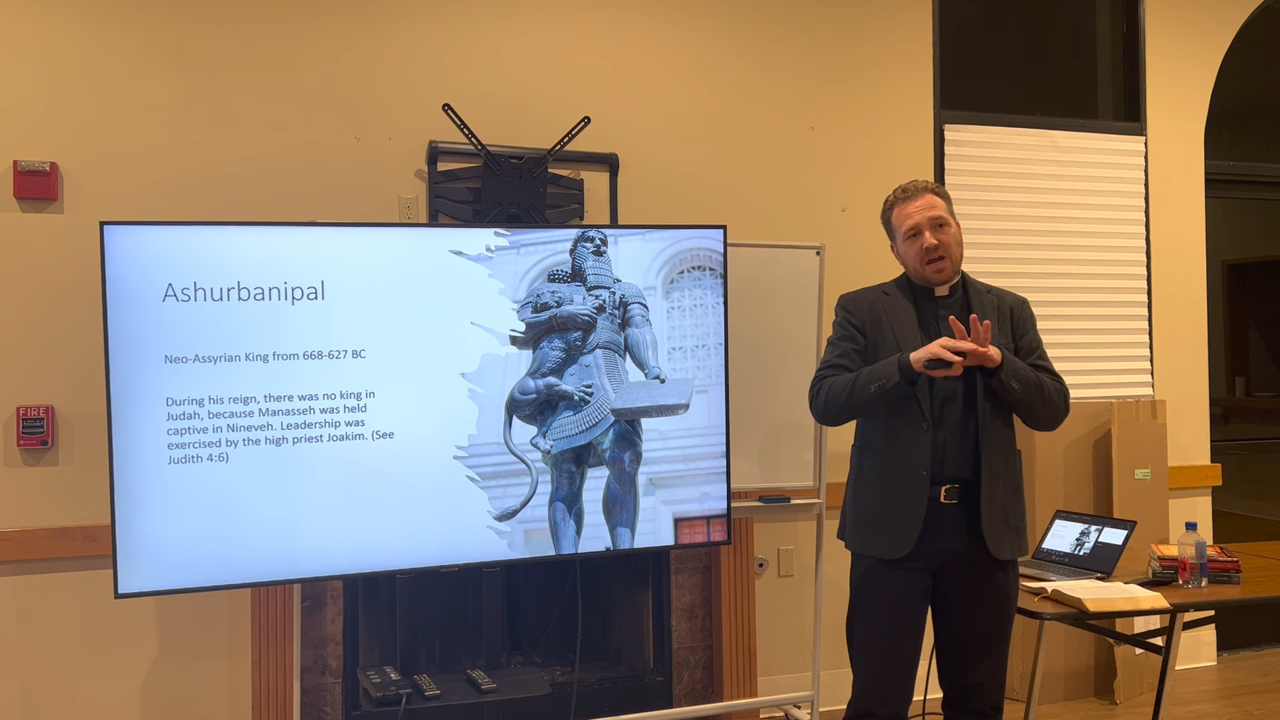 Ashurbanipal
Neo-Assyrian King from 668-627 BC
During his reign, there was no king in
Judah, because Manasseh was held
captive in Nineveh. Leadership was
exercised by the high priest Joakim. (See
Judith 4:6)
FIRE